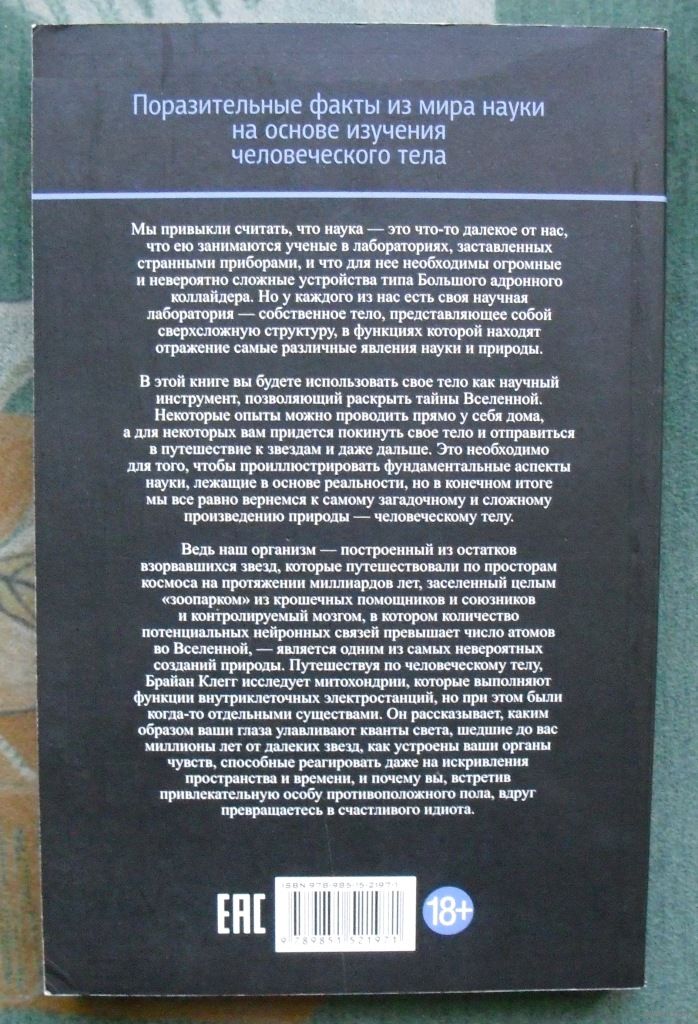 Поразительные факты из мира науки
на основе изучения
человеческого тела
Мы привыкли считать, что наука — это что-то далекое от нас,
что ею занимаются ученые в лабораториях, заставленных
странными приборами, и что для нее необходимы огромные
и невероятно сложные устройства типа Большого адронного
коллайдера. Но у каждого из нас есть своя научная
лаборатория — собственное тело, представляющее собой
сверхсложную структуру, в функциях которой находят
отражение самые различные явления науки и природы.
В этой книге вы будете использовать свое тело как научный
инструмент, позволяющий раскрыть тайны Вселенной.
Некоторые опыты можно проводить прямо у себя дома,
а для некоторых вам придется покинуть свое тело и отправиться
в путешествие к звездам и даже дальше. Это необходимо
для того, чтобы проиллюстрировать фундаментальные аспекты
науки, лежащие в основе реальности, но в конечном итоге
мы все равно вернемся к самому загадочному и сложному
произведению природы — человеческому телу.
Ведь наш организм — построенный из остатков
взорвавшихся звезд, которые путешествовали по просторам
космоса на протяжении миллиардов лет, заселенный целым
«зоопарком» из крошечных помощников и союзников
и контролируемый мозгом, в котором количество
потенциальных нейронных связей превышает число атомов
во Вселенной, — является одним из самых невероятных
созданий природы. Путешествуя по человеческому телу,
Брайан Клегг исследует митохондрии, которые выполняют
функции внутриклеточных электростанций, но при этом были
когда-то отдельными существами. Он рассказывает, каким
образом ваши глаза улавливают кванты света, шедшие до вас
миллионы лет от далеких звезд, как устроены ваши органы
чувств, способные реагировать даже на искривления
пространства и времени, и почему вы, встретив
привлекательную особу противоположного пола, вдруг
превращаетесь в счастливого идиота.
ISBN 978-985-15-2197-1
EAC
18+
9 789851 521971